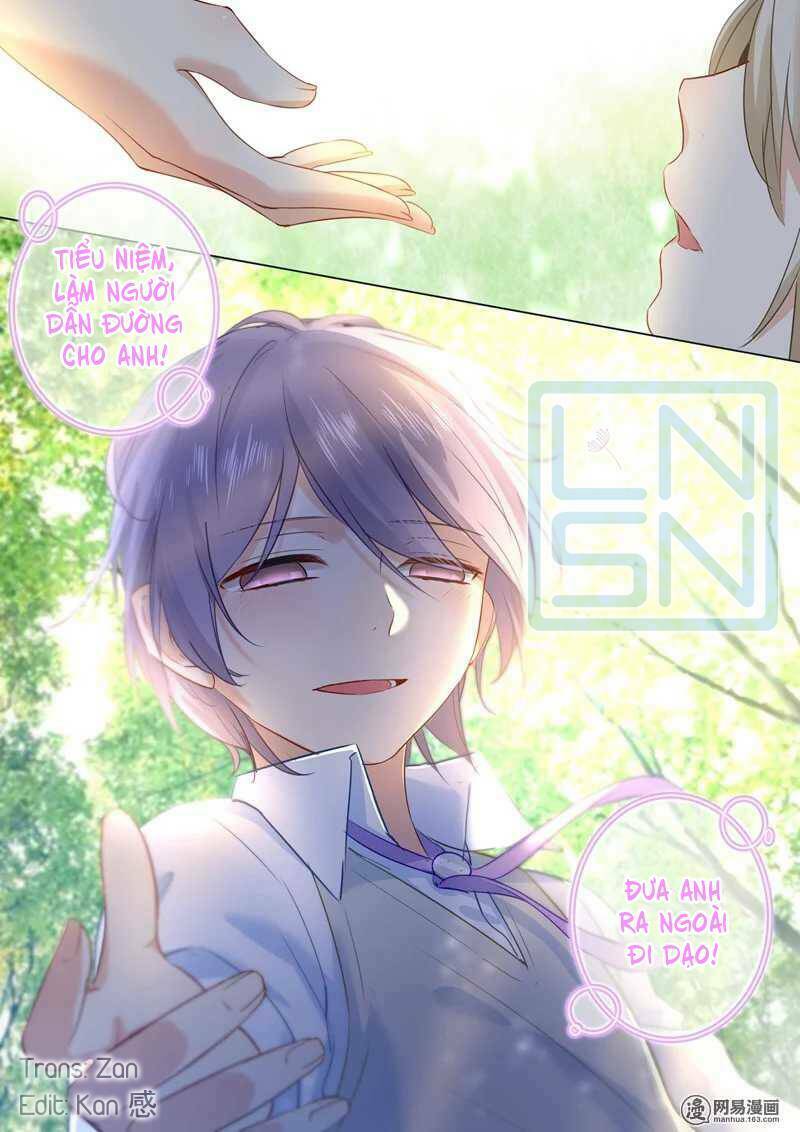 TIỂU NIỆM,
LÀM NGƯỜI
DẪN ĐƯỜNG
CHO ANH!
LN
SN
ĐƯA ANH
RA NGOÀI
ĐI DẠO!
Trans: Zan
Edit: Kan 感
漫 网易漫画
manhua.163.com